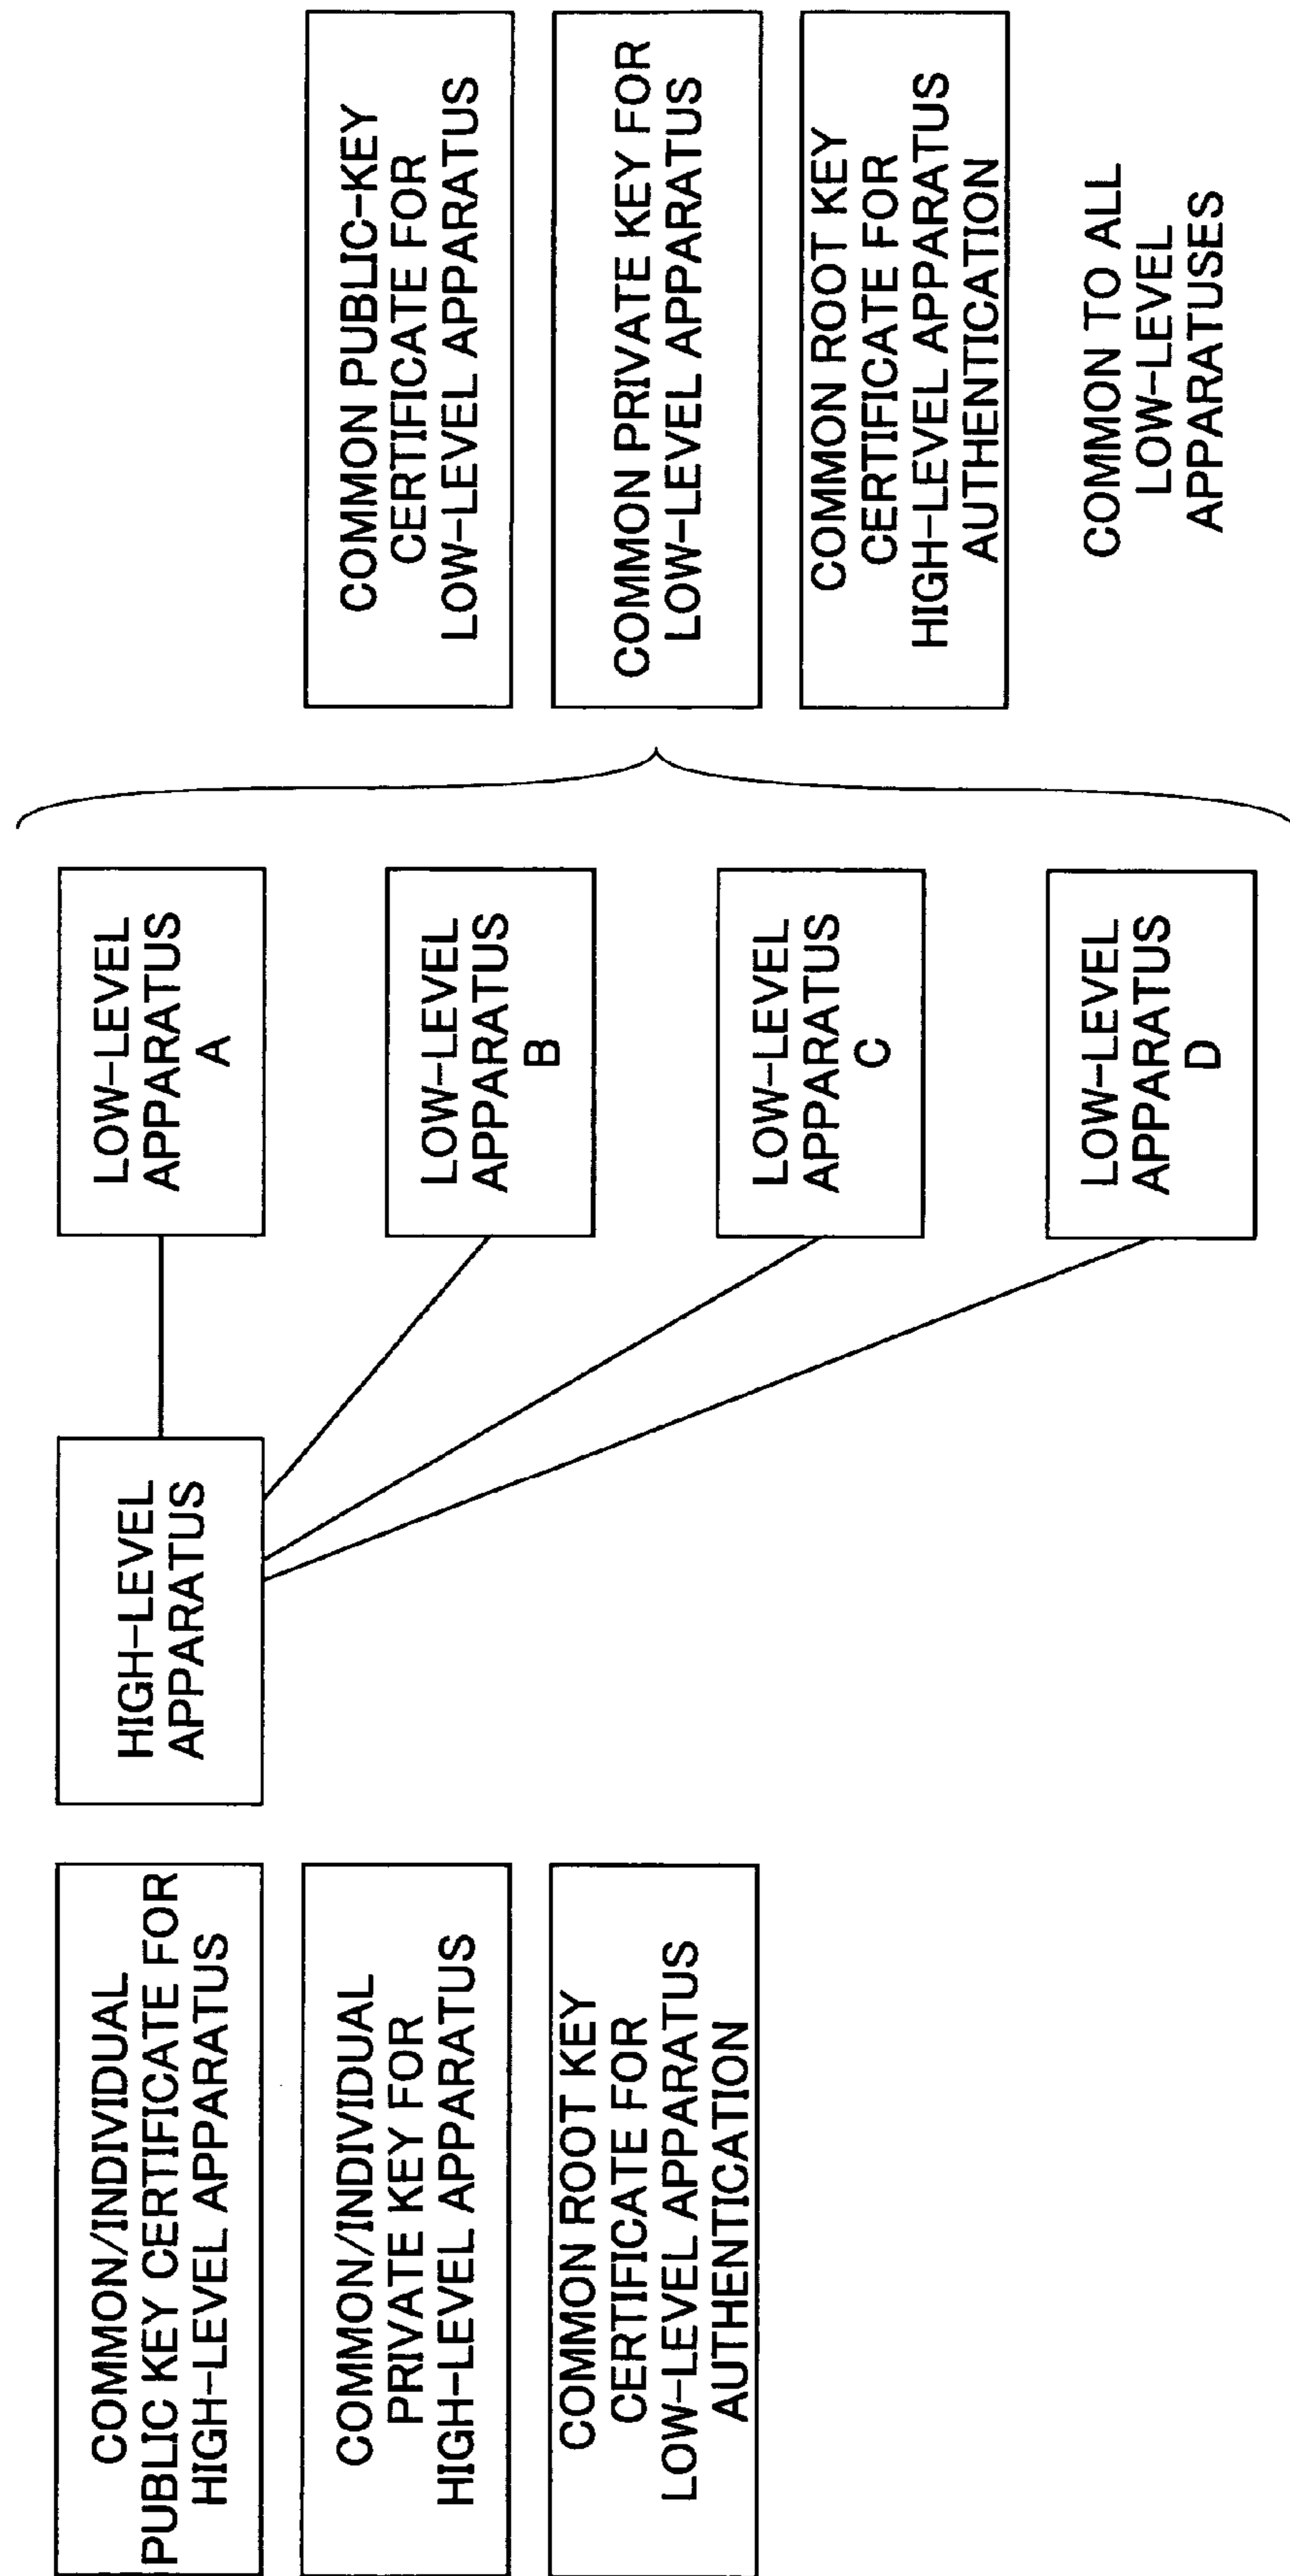 COMMON/INDIVIDUAL
PUBLIC KEY CERTIFICATE FOR
HIGH-LEVEL APPARATUS
COMMON/INDIVIDUAL
PRIVATE KEY FOR
HIGH-LEVEL APPARATUS
COMMON ROOT KEY
CERTIFICATE FOR
LOW-LEVEL APPARATUS
AUTHENTICATION
HIGH-LEVEL
APPARATUS
LOW-LEVEL
APPARATUS
A
LOW-LEVEL
APPARATUS
B
LOW-LEVEL
APPARATUS
C
LOW-LEVEL
APPARATUS
D
COMMON PUBLIC-KEY
CERTIFICATE FOR
LOW-LEVEL APPARATUS
COMMON PRIVATE KEY FOR
LOW-LEVEL APPARATUS
COMMON ROOT KEY
CERTIFICATE FOR
HIGH-LEVEL APPARATUS
AUTHENTICATION
COMMON TO ALL
LOW-LEVEL
APPARATUSES